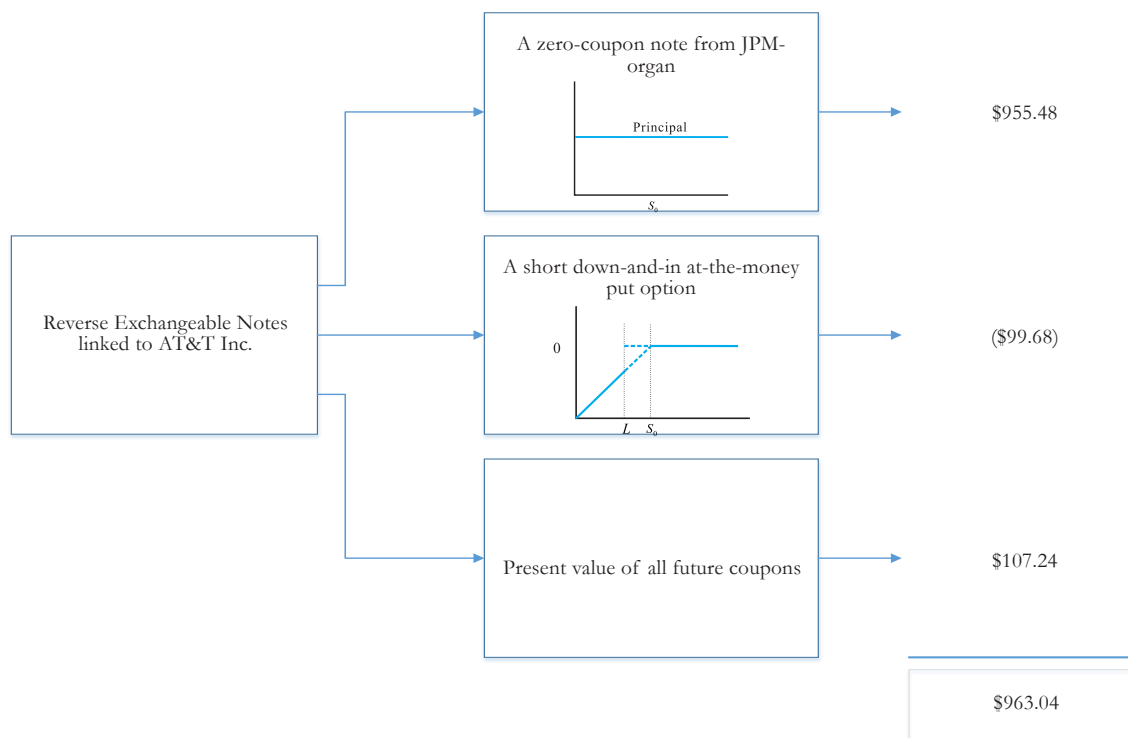 A zero-coupon note from JPM-
organ
Principal
S₀
$955.48
Reverse Exchangeable Notes
linked to AT&T Inc.
A short down-and-in at-the-money
put option
0
L S₀
($99.68)
Present value of all future coupons
$107.24
$963.04